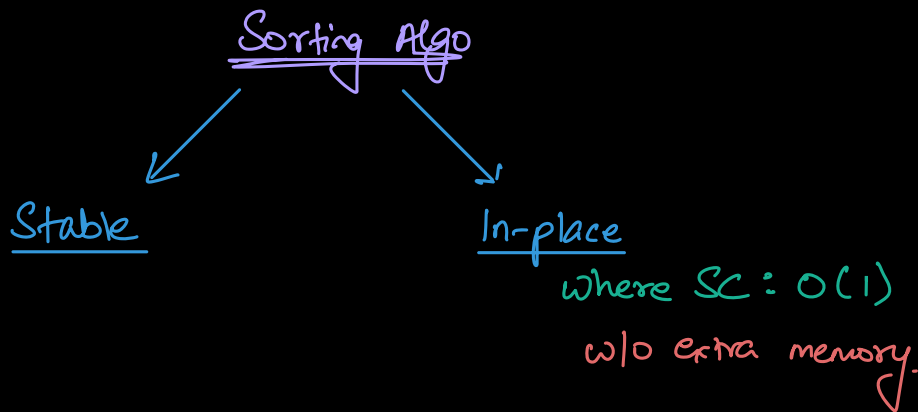 Sorting Algo
Stable
In-place
where SC: O(1)
w/o extra memory.